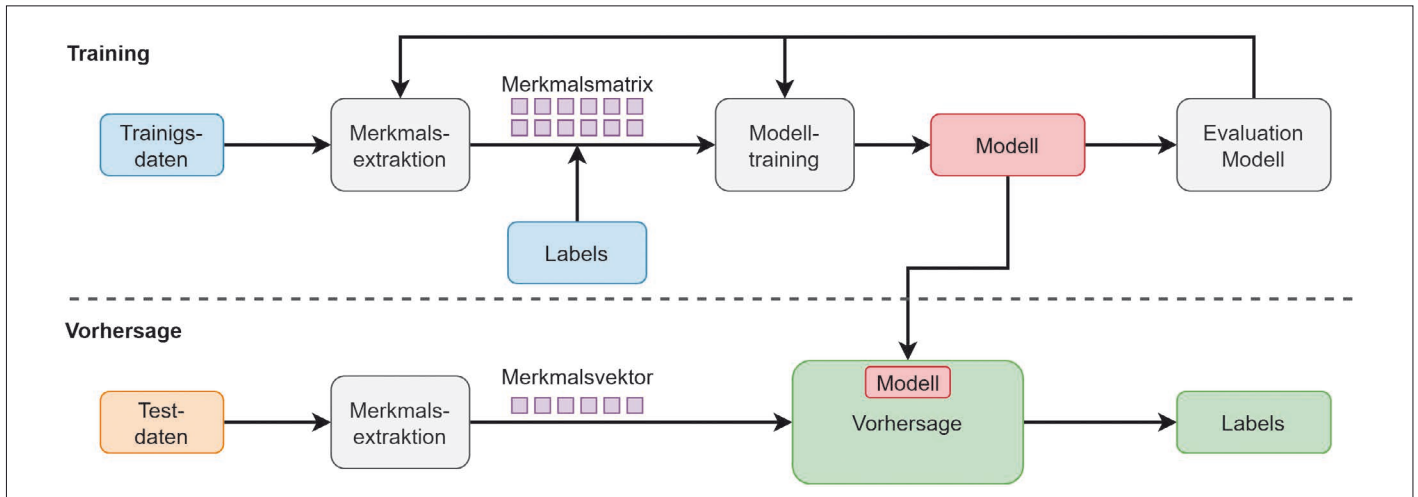 Training
Merkmalsmatrix
Trainigs-
daten
Merkmals-
extraktion
Modell-
training
Modell
Evaluation
Modell
Labels
Vorhersage
Merkmalsvektor
Test-
daten
Merkmals-
extraktion
Modell
Vorhersage
Labels